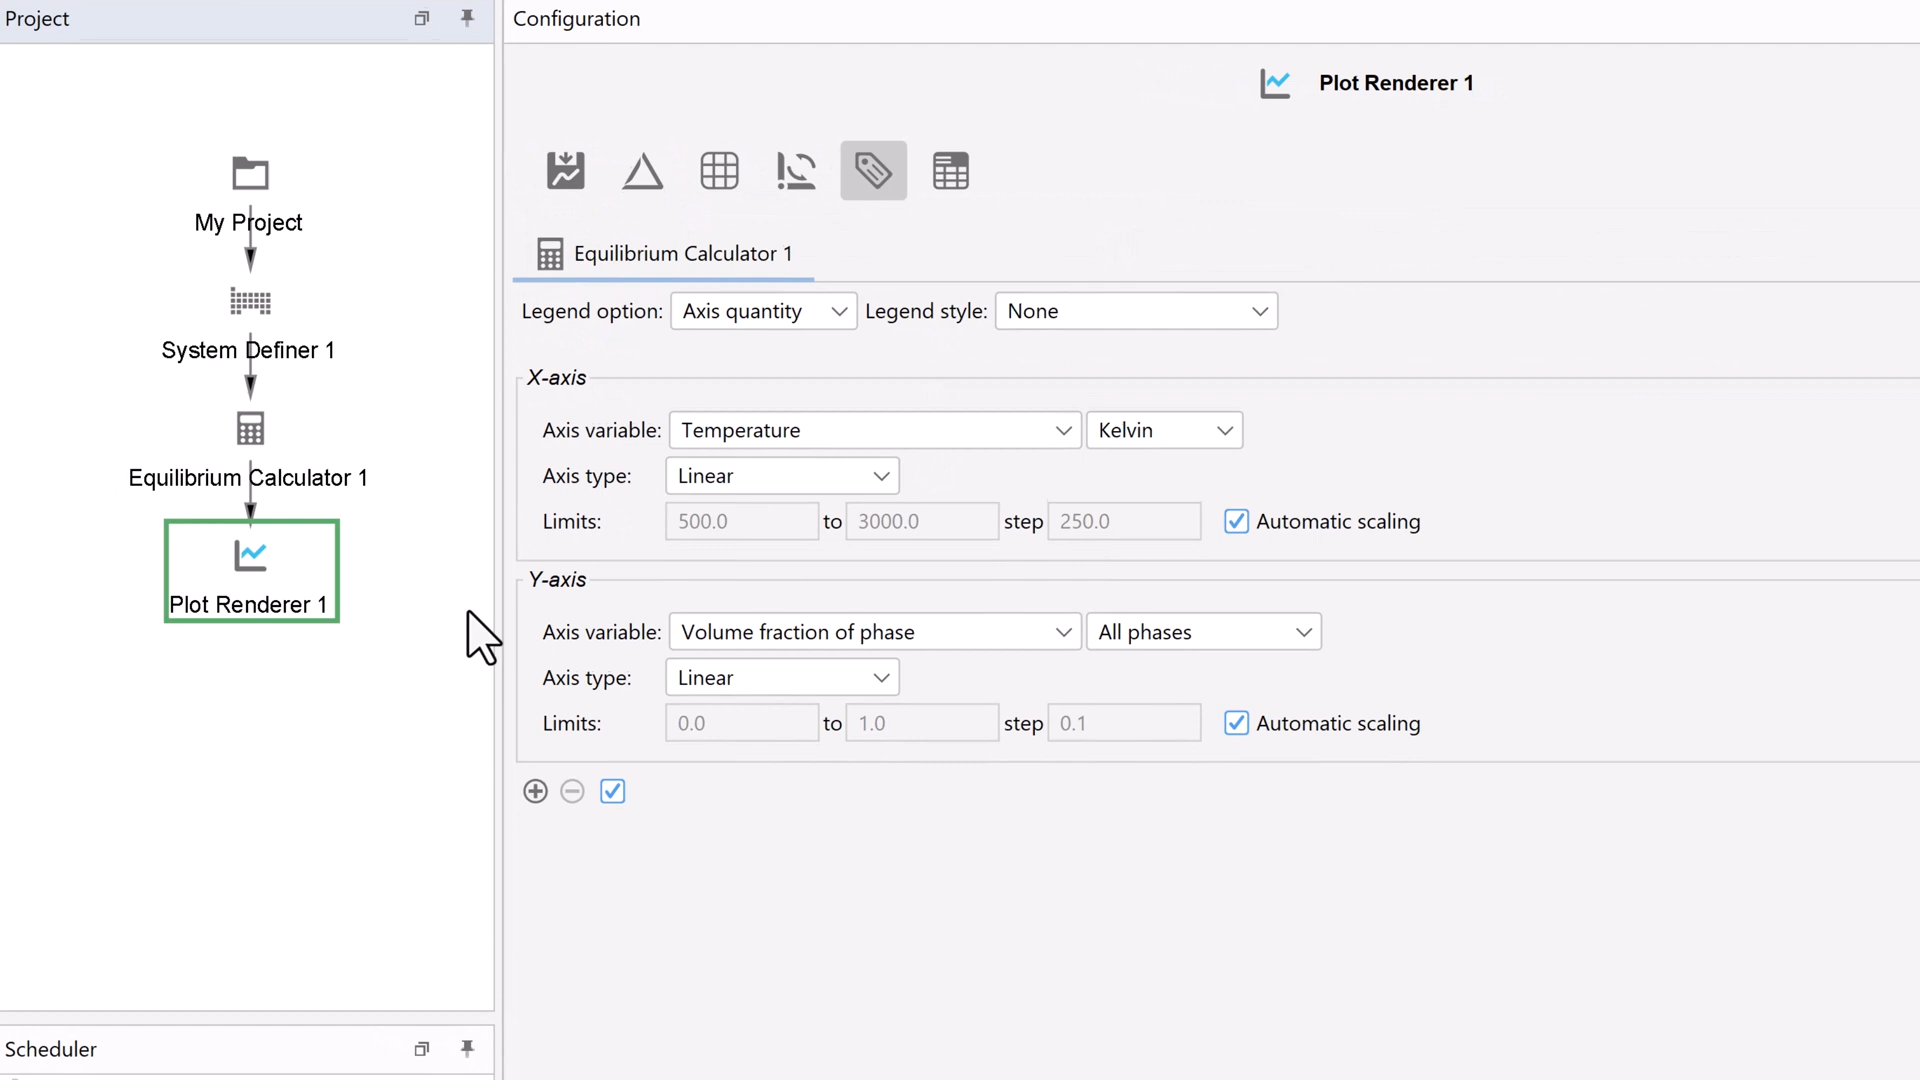 Project
Configuration
Plot Renderer 1
My Project
System Definer 1
Equilibrium Calculator 1
Plot Renderer 1
Equilibrium Calculator 1
Legend option: Axis quantity Legend style: None
X-axis
Axis variable: Temperature Kelvin
Axis type: Linear
Limits: 500.0 to 3000.0 step 250.0 Automatic scaling
Y-axis
Axis variable: Volume fraction of phase All phases
Axis type: Linear
Limits: 0.0 to 1.0 step 0.1 Automatic scaling
Scheduler